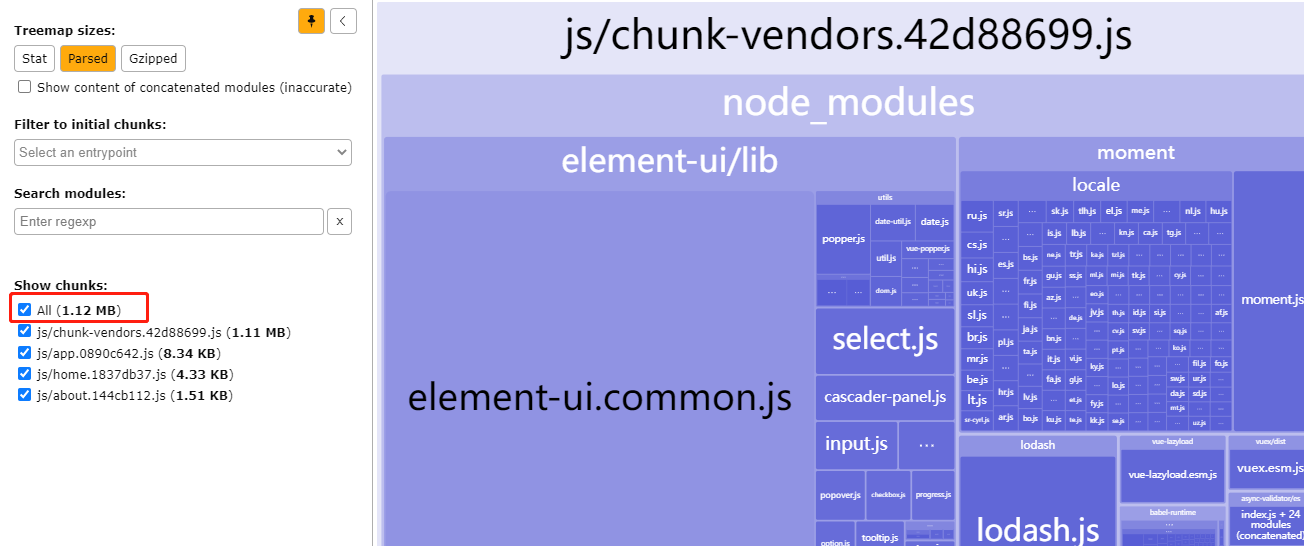 Treemap sizes:
Stat
Parsed
Gzipped
Show content of concatenated modules (inaccurate)
Filter to initial chunks:
Select an entrypoint
Search modules:
Enter regexp
x
Show chunks:
All (1.12 MB)
js/chunk-vendors.42d88699.js (1.11 MB)
js/app.0890c642.js (8.34 KB)
js/home.1837db37.js (4.33 KB)
js/about.144cb112.js (1.51 KB)
js/chunk-vendors.42d88699.js
node_modules
element-ui/lib
element-ui.common.js
utils
popper.js
date-util.js
date.js
util.js
vue-popper.js
...
dom.js
select.js
cascader-panel.js
input.js
...
popover.js
checkbox.js
progress.js
option.js
tooltip.js
moment
locale
ru.js
sr.js
...
sk.js
tlh.js
el.js
me.js
...
nl.js
hu.js
cs.js
...
is.js
lb.js
...
kn.js
ca.js
tg.js
hi.js
es.js
bs.js
ne.js
tr.js
ka.js
tzl.js
uk.js
fr.js
gu.js
ss.js
ml.js
mi.js
tk.js
cy.js
sl.js
fi.js
az.js
eo.js
de.js
jv.js
th.js
id.js
si.js
af.js
br.js
pl.js
ja.js
bn.js
cv.js
sv.js
sq.js
mr.js
ta.js
it.js
vi.js
pt.js
ko.js
ky.js
fil.js
fo.js
be.js
hr.js
fa.js
gl.js
lo.js
sw.js
ur.js
lt.js
lv.js
et.js
fy.js
da.js
sd.js
mt.js
sr-cyrl.js
ar.js
bo.js
ku.js
te.js
kk.js
se.js
uz.js
moment.js
lodash
lodash.js
vue-lazyload
vue-lazyload.esm.js
babel-runtime
...
vuex/dist
vuex.esm.js
async-validator/es
index.js + 24
modules
(concatenated)